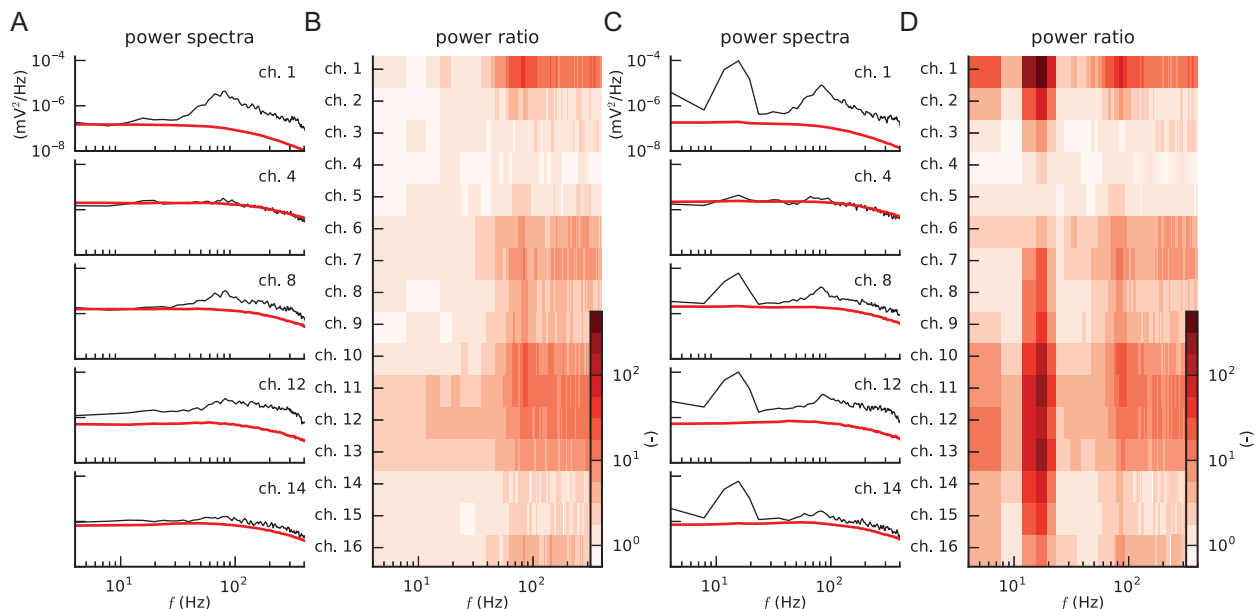 A
power spectra
(mV²/Hz)
10⁻⁴
10⁻⁶
10⁻⁸
ch. 1
ch. 4
ch. 8
ch. 12
ch. 14
10¹
10²
f (Hz)
B
power ratio
ch. 1
ch. 2
ch. 3
ch. 4
ch. 5
ch. 6
ch. 7
ch. 8
ch. 9
ch. 10
ch. 11
ch. 12
ch. 13
ch. 14
ch. 15
ch. 16
10¹
10²
f (Hz)
10²
10¹
10⁰
(-)
C
power spectra
(mV²/Hz)
10⁻⁴
10⁻⁶
10⁻⁸
ch. 1
ch. 4
ch. 8
ch. 12
ch. 14
10¹
10²
f (Hz)
D
power ratio
ch. 1
ch. 2
ch. 3
ch. 4
ch. 5
ch. 6
ch. 7
ch. 8
ch. 9
ch. 10
ch. 11
ch. 12
ch. 13
ch. 14
ch. 15
ch. 16
10¹
10²
f (Hz)
10²
10¹
10⁰
(-)